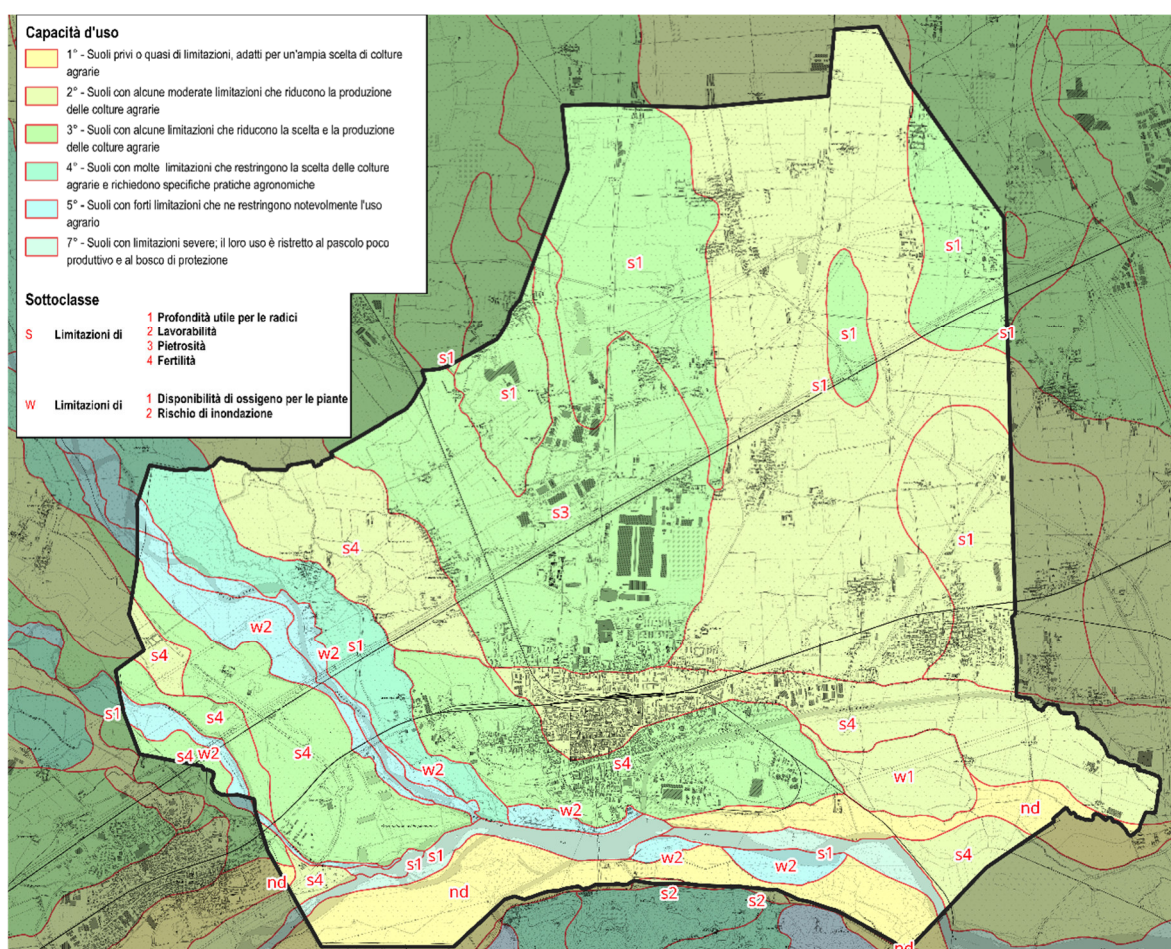 Capacità d'uso
1° - Suoli privi o quasi di limitazioni, adatti per un'ampia scelta di colture
agrarie
2° - Suoli con alcune moderate limitazioni che riducono la produzione
delle colture agrarie
3° - Suoli con alcune limitazioni che riducono la scelta e la produzione
delle colture agrarie
4° - Suoli con molte limitazioni che restringono la scelta delle colture
agrarie e richiedono specifiche pratiche agronomiche
5° - Suoli con forti limitazioni che ne restringono notevolmente l'uso
agrario
7° - Suoli con limitazioni severe; il loro uso è ristretto al pascolo poco
produttivo e al bosco di protezione
Sottoclasse
S Limitazioni di
1 Profondità utile per le radici
2 Lavorabilità
3 Pietrosità
4 Fertilità
W Limitazioni di
1 Disponibilità di ossigeno per le piante
2 Rischio di inondazione
s1
s1
s1
s1
s1
s1
s1
s1
s3
s4
s1
w2
w2
s1
s4
s1
s4
s4
s4
w2
w2
s4
s4
w1
w2
nd
s1
s1
w2
w2
s1
s4
nd
s4
nd
s2
s2
nd